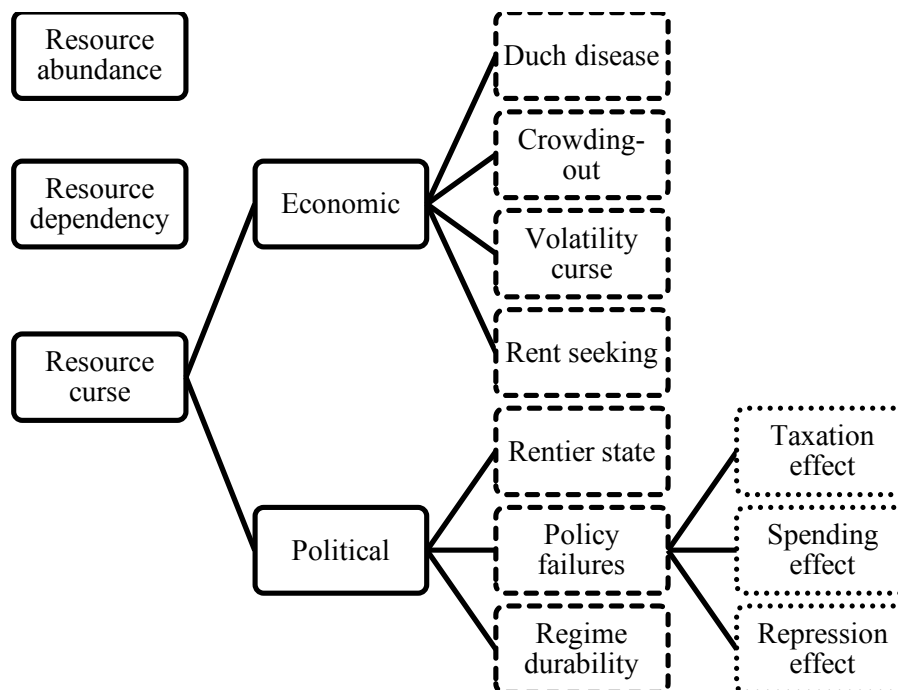 Resource
abundance
Resource
dependency
Resource
curse
Economic
Political
Duch disease
Crowding-
out
Volatility
curse
Rent seeking
Rentier state
Policy
failures
Regime
durability
Taxation
effect
Spending
effect
Repression
effect